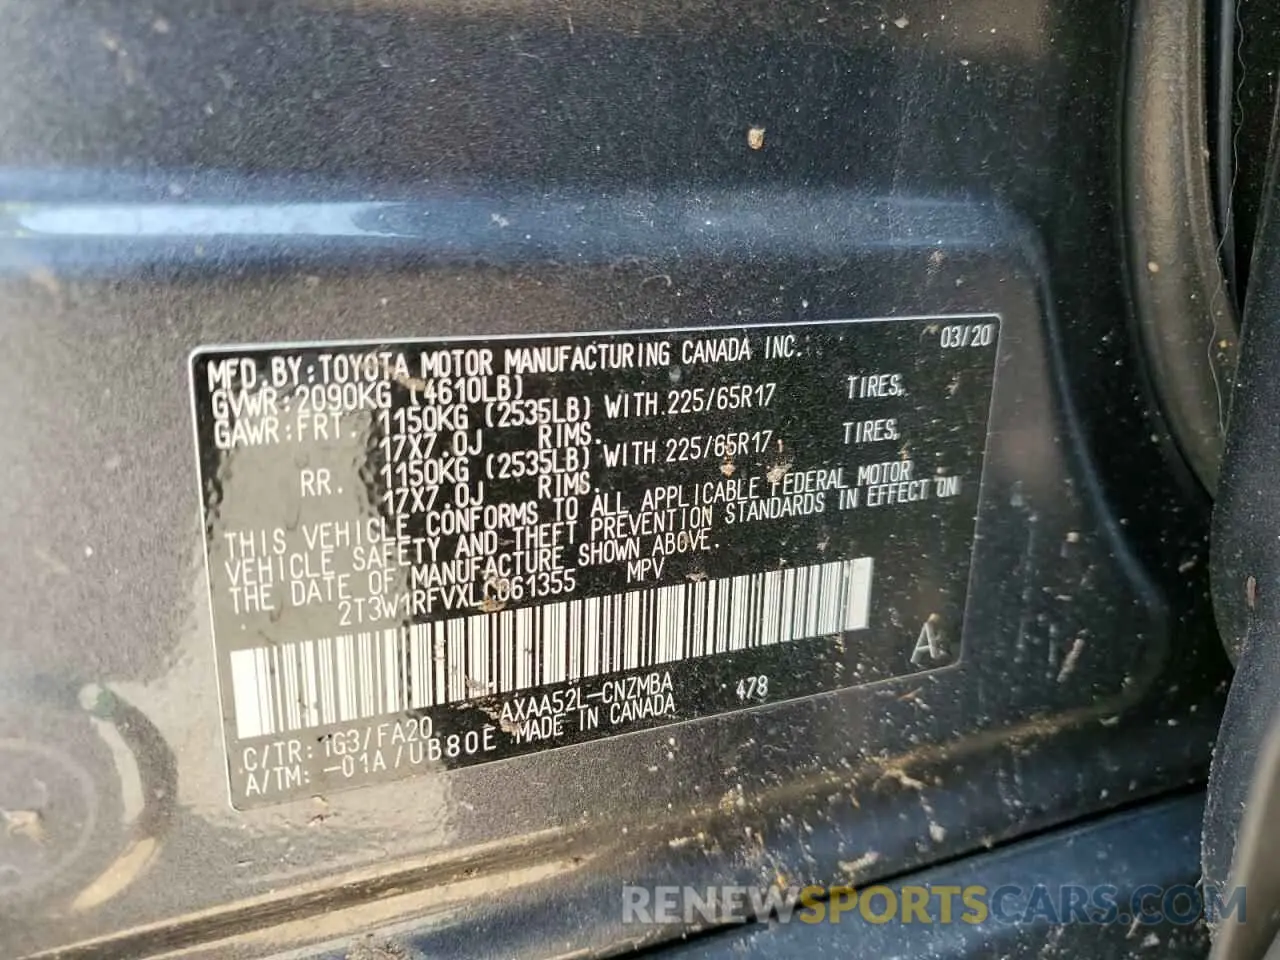 03/20
MFD.BY:TOYOTA MOTOR MANUFACTURING CANADA INC.
GVWR:2090KG (4610LB)
GAWR:FRT. 1150KG (2535LB) WITH 225/65R17 TIRES,
17X7.0J RIMS.
RR. 1150KG (2535LB) WITH 225/65R17 TIRES,
17X7.0J RIMS.
THIS VEHICLE CONFORMS TO ALL APPLICABLE FEDERAL MOTOR
VEHICLE SAFETY AND THEFT PREVENTION STANDARDS IN EFFECT ON
THE DATE OF MANUFACTURE SHOWN ABOVE.
2T3W1RFVXLC061355 MPV
A
AXAA52L-CNZMBA 478
C/TR: 1G3/FA20 MADE IN CANADA
A/TM: -01A/UB80E
RENEWSPORTSCARS.COM